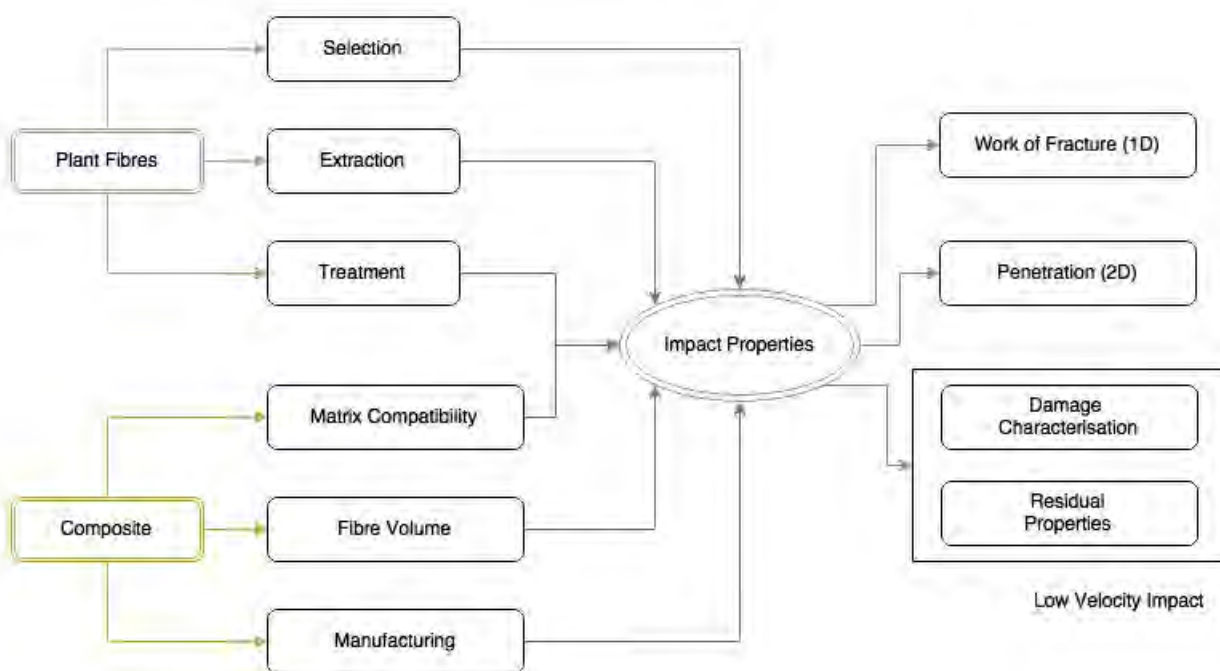 Selection
Plant Fibres
Extraction
Treatment
Matrix Compatibility
Composite
Fibre Volume
Manufacturing
Impact Properties
Work of Fracture (1D)
Penetration (2D)
Damage
Characterisation
Residual
Properties
Low Velocity Impact